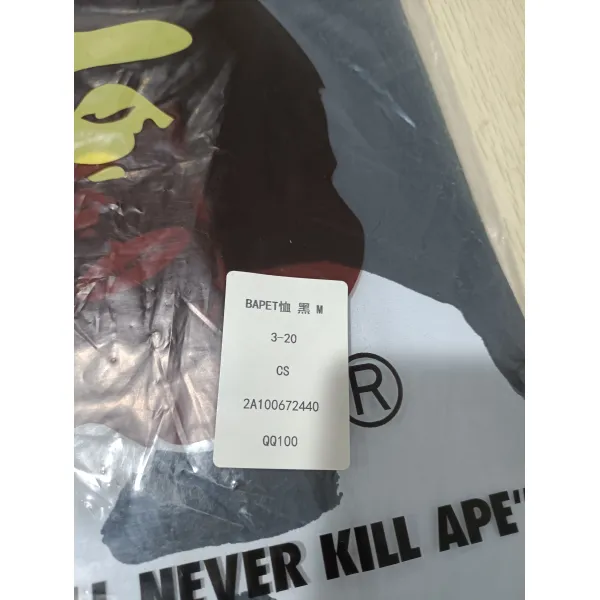 BAPET恤 黑 M
3-20
CS
2A100672440
QQ100
®
NEVER KILL APE"